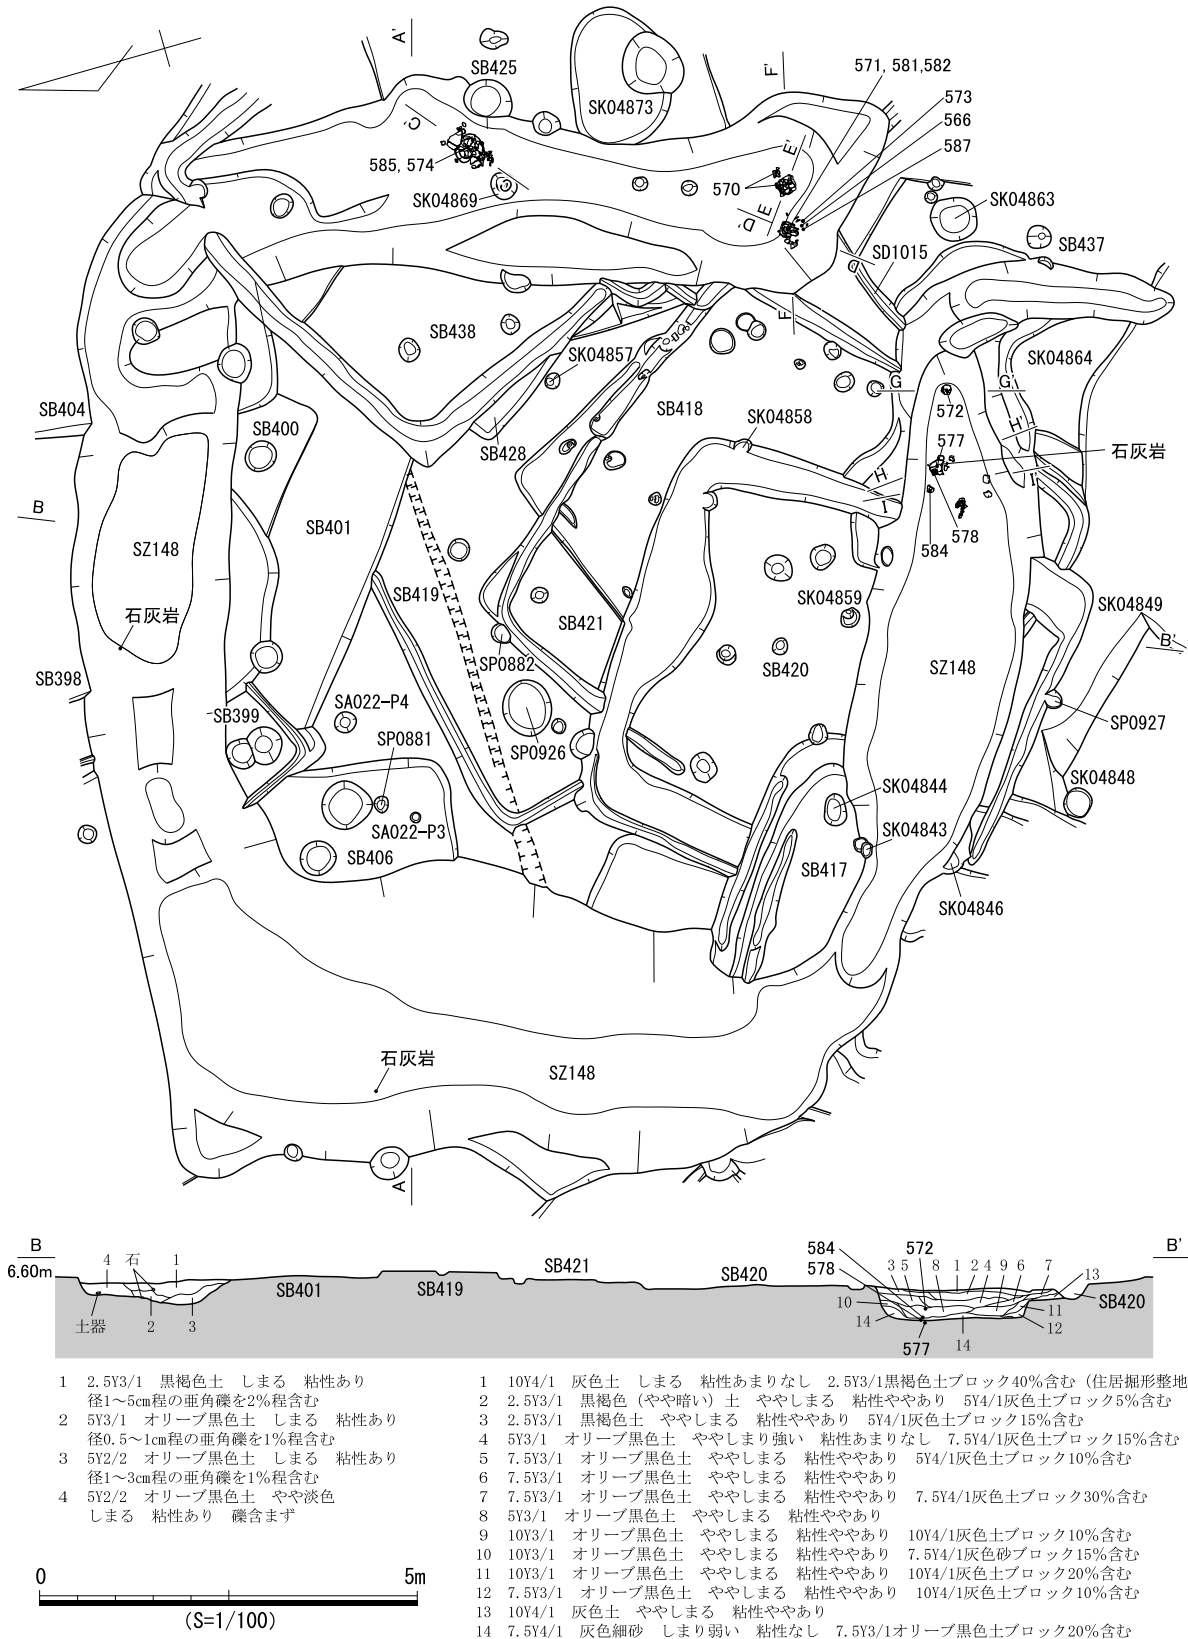 A'
SB425
SK04873
F'
571, 581,582
573
566
587
C'
E'
585, 574
C
SK04869
570
E
D'
SK04863
SB437
SD1015
F
SB438
SK04857
SB418
SK04858
SK04864
G
G'
572
H'
SB404
SB400
SB428
577
石灰岩
H
I
I'
B
SB401
578
584
SZ148
石灰岩
SB419
SK04859
SB421
SK04849
B'
SP0882
SB420
SZ148
SB398
SB399
SA022-P4
SP0881
SP0926
SP0927
SK04848
SA022-P3
SB406
SK04844
SK04843
SB417
SK04846
石灰岩
SZ148
A
B
B'
6.60m
4 石 1
土器 2 3
SB401
SB419
SB421
SB420
584
578
572
3 5 8 1 2 4 9 6 7 13
10
14
577
14
11
12
SB420
1 2.5Y3/1 黒褐色土 しまる 粘性あり
径1~5㎝程の亜角礫を2%程含む
2 5Y3/1 オリーブ黒色土 しまる 粘性あり
径0.5~1㎝程の亜角礫を1%程含む
3 5Y2/2 オリーブ黒色土 しまる 粘性あり
径1~3㎝程の亜角礫を1%程含む
4 5Y2/2 オリーブ黒色土 やや淡色
しまる 粘性あり 礫含まず
1 10Y4/1 灰色土 しまる 粘性あまりなし 2.5Y3/1黒褐色土ブロック40%含む (住居掘形整地
2 2.5Y3/1 黒褐色(やや暗い)土 ややしまる 粘性ややあり 5Y4/1灰色土ブロック5%含む
3 2.5Y3/1 黒褐色土 ややしまる 粘性ややあり 5Y4/1灰色土ブロック15%含む
4 5Y3/1 オリーブ黒色土 ややしまり強い 粘性あまりなし 7.5Y4/1灰色土ブロック15%含む
5 7.5Y3/1 オリーブ黒色土 ややしまる 粘性ややあり 5Y4/1灰色土ブロック10%含む
6 7.5Y3/1 オリーブ黒色土 ややしまる 粘性ややあり
7 7.5Y3/1 オリーブ黒色土 ややしまる 粘性ややあり 7.5Y4/1灰色土ブロック30%含む
8 5Y3/1 オリーブ黒色土 ややしまる 粘性ややあり
9 10Y3/1 オリーブ黒色土 ややしまる 粘性ややあり 10Y4/1灰色土ブロック10%含む
10 10Y3/1 オリーブ黒色土 ややしまる 粘性ややあり 7.5Y4/1灰色砂ブロック15%含む
11 10Y3/1 オリーブ黒色土 ややしまる 粘性ややあり 10Y4/1灰色土ブロック20%含む
12 7.5Y3/1 オリーブ黒色土 ややしまる 粘性ややあり 10Y4/1灰色土ブロック10%含む
13 10Y4/1 灰色土 ややしまる 粘性ややあり
14 7.5Y4/1 灰色細砂 しまり弱い 粘性なし 7.5Y3/1オリーブ黒色土ブロック20%含む
0 5m
(S=1/100)